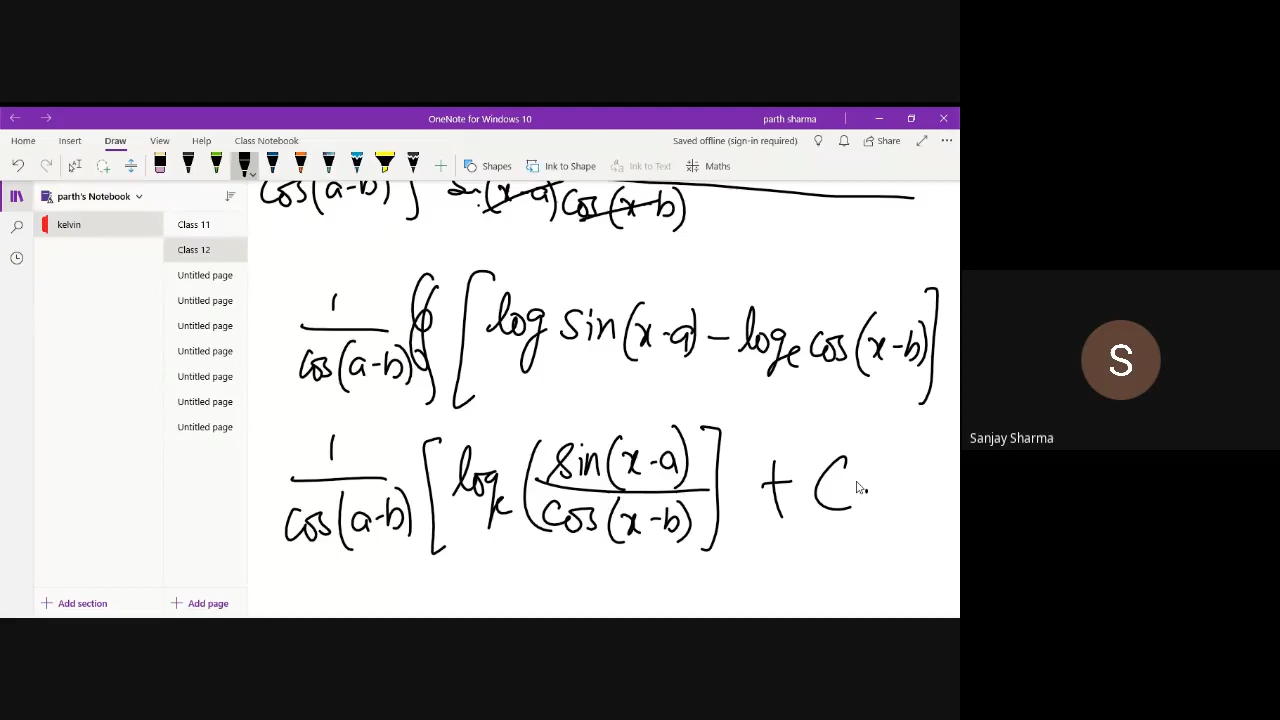 OneNote for Windows 10
parth sharma
Home Insert Draw View Help Class Notebook
Saved offline (sign-in required) Share
Shapes Ink to Shape Ink to Text Maths
parth's Notebook
kelvin
Class 11
Class 12
Untitled page
Untitled page
Untitled page
Untitled page
Untitled page
Untitled page
Untitled page
Add section
Add page
cos(a-b)] sin(x-a) cos(x-b)
1/cos(a-b) [log sin(x-a) - log_e cos(x-b)]
1/cos(a-b) [log_e (sin(x-a)/cos(x-b)] + C
S
Sanjay Sharma